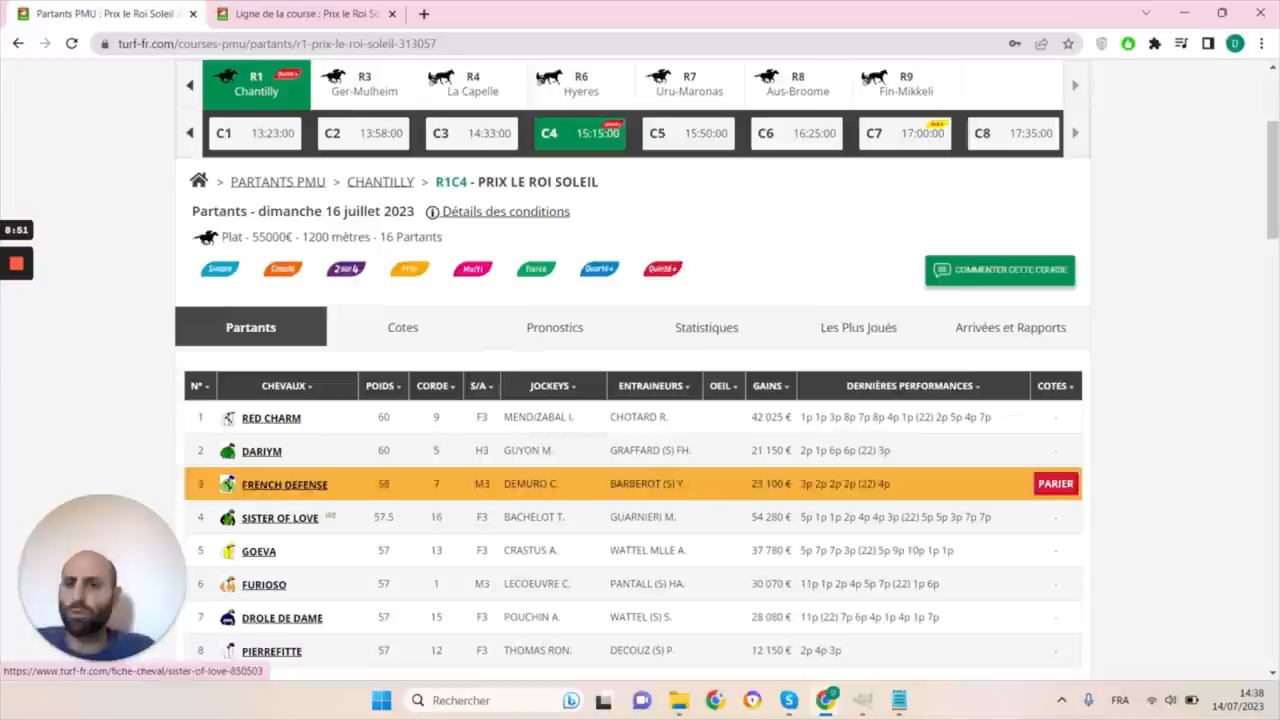 Partants PMU : Prix le Roi Soleil
Ligne de la course : Prix le Roi So
turf-fr.com/courses-pmu/partants/r1-prix-le-roi-soleil-313057
D
R1 Chantilly
R3 Ger-Mulheim
R4 La Capelle
R6 Hyeres
R7 Uru-Maronas
R8 Aus-Broome
R9 Fin-Mikkeli
C1 13:23:00 C2 13:58:00 C3 14:33:00 C4 15:15:00 C5 15:50:00 C6 16:25:00 C7 17:00:00 C8 17:35:00
> PARTANTS PMU > CHANTILLY > R1C4 - PRIX LE ROI SOLEIL
Partants - dimanche 16 juillet 2023 Détails des conditions
8:51
Plat - 55000€ - 1200 mètres - 16 Partants
Simple Couplé 2 sur 4 Trio Multi Tiercé Quarté+ Quinté+
COMMENTER CETTE COURSE
Partants Cotes Pronostics Statistiques Les Plus Joués Arrivées et Rapports
N° CHEVAUX POIDS CORDE S/A JOCKEYS ENTRAINEURS OEIL GAINS DERNIÈRES PERFORMANCES COTES
1 RED CHARM 60 9 F3 MENDIZABAL I. CHOTARD R. 42 025 € 1p 1p 3p 8p 7p 8p 4p 1p (22) 2p 5p 4p 7p -
2 DARIYM 60 5 H3 GUYON M. GRAFFARD (S) FH. 21 150 € 2p 1p 6p 6p (22) 3p -
3 FRENCH DEFENSE 58 7 M3 DEMURO C. BARBEROT (S) Y. 23 100 € 3p 2p 2p 2p (22) 4p PARIER
4 SISTER OF LOVE IRE 57.5 16 F3 BACHELOT T. GUARNIERI M. 54 280 € 5p 1p 1p 2p 4p 4p 3p (22) 5p 5p 3p 7p 7p -
5 GOEVA 57 13 F3 CRASTUS A. WATTEL MLLE A. 37 780 € 5p 7p 7p 3p (22) 5p 9p 10p 1p 1p -
6 FURIOSO 57 1 M3 LECOEUVRE C. PANTALL (S) HA. 30 070 € 11p 1p 2p 4p 5p 7p (22) 1p 6p -
7 DROLE DE DAME 57 15 F3 POUCHIN A. WATTEL (S) S. 28 080 € 11p (22) 7p 6p 4p 1p 4p 1p 7p -
8 PIERREFITTE 57 12 F3 THOMAS RON. DECOUZ (S) P. 12 150 € 2p 4p 3p -
https://www.turf-fr.com/fiche-cheval/sister-of-love-850503
Rechercher
FRA
14:38
14/07/2023